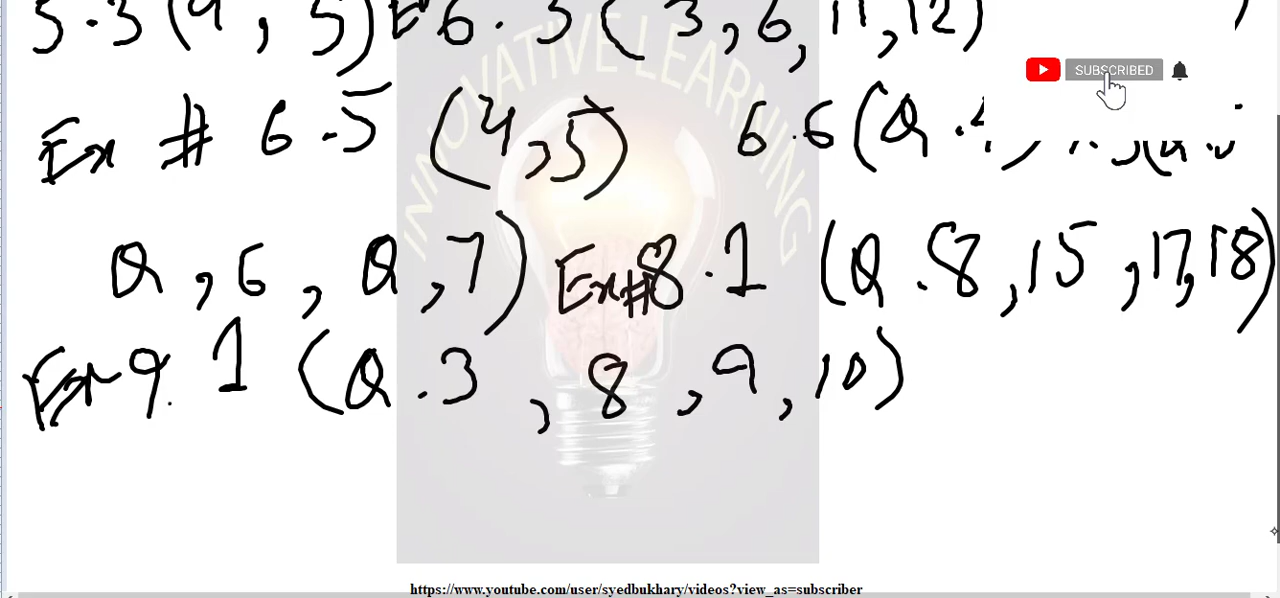 5.3 (4, 5) Ex 6.3 (3, 6, 11, 12)
SUBSCRIBED
Ex # 6.5 (4, 5) 6.6 (Q.4
Q, 6, Q, 7) Ex# 8.1 (Q.8, 15, 17, 18)
Ex 9.1 (Q.3, 8, 9, 10)
INNOVATIVE LEARNING
https://www.youtube.com/user/syedbukhary/videos?view_as=subscriber